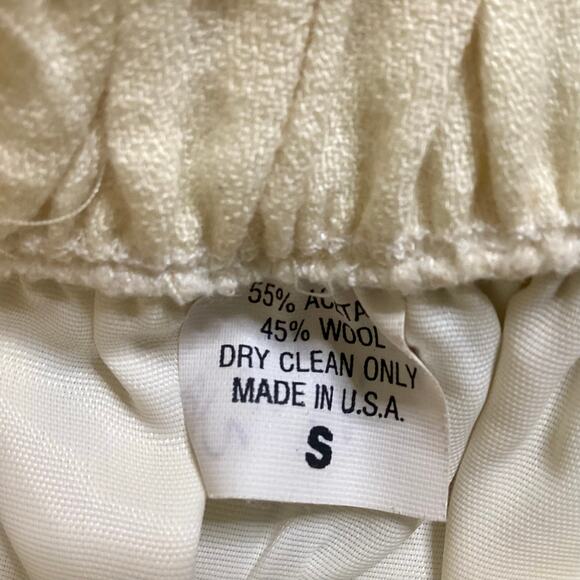 55%
45% WOOL
DRY CLEAN ONLY
MADE IN U.S.A.
S